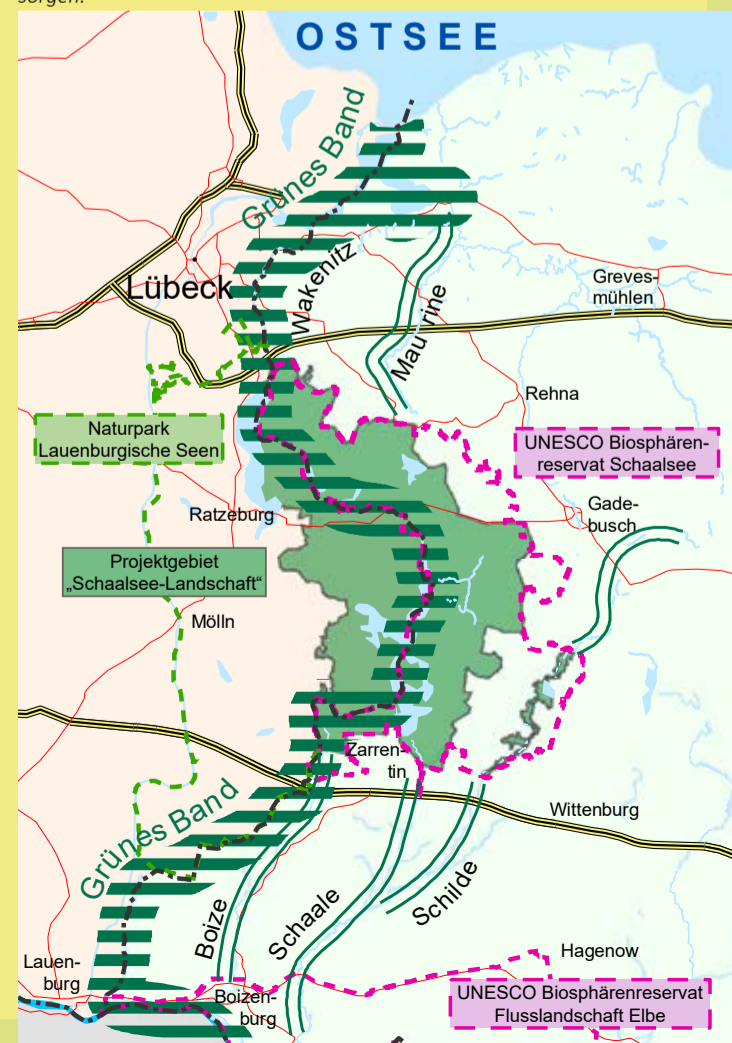 sorgen.
OSTSEE
Grünes Band
Wakenitz
Lübeck
Maurine
Greves-
mühlen
Rehna
Naturpark
Lauenburgische Seen
UNESCO Biosphären-
reservat Schaalsee
Gade-
busch
Ratzeburg
Projektgebiet
„Schaalsee-Landschaft“
Mölln
Zarren-
tin
Grünes Band
Wittenburg
Boize
Schaale
Schilde
Lauen-
burg
Hagenow
Boizen-
burg
UNESCO Biosphärenreservat
Flusslandschaft Elbe